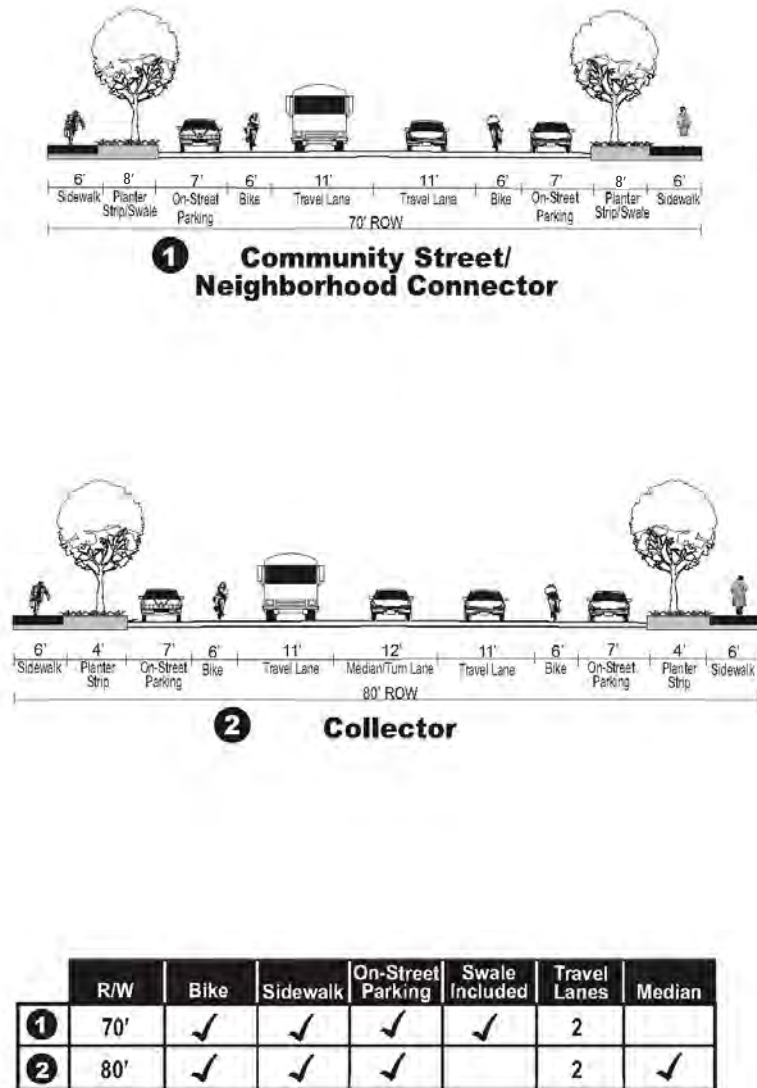 6' 8' 7' 6' 11' 11' 6' 7' 8' 6'
Sidewalk Planter Strip/Swale On-Street Parking Bike Travel Lane Travel Lane Bike On-Street Parking Planter Strip/Swale Sidewalk
70' ROW
1 Community Street/
Neighborhood Connector
6' 4' 7' 6' 11' 12' 11' 6' 7' 4' 6'
Sidewalk Planter Strip On-Street Parking Bike Travel Lane Median/Turn Lane Travel Lane Bike On-Street Parking Planter Strip Sidewalk
80' ROW
2 Collector
R/W Bike Sidewalk On-Street Parking Swale Included Travel Lanes Median
1 70' ✓ ✓ ✓ ✓ 2
2 80' ✓ ✓ ✓ 2 ✓